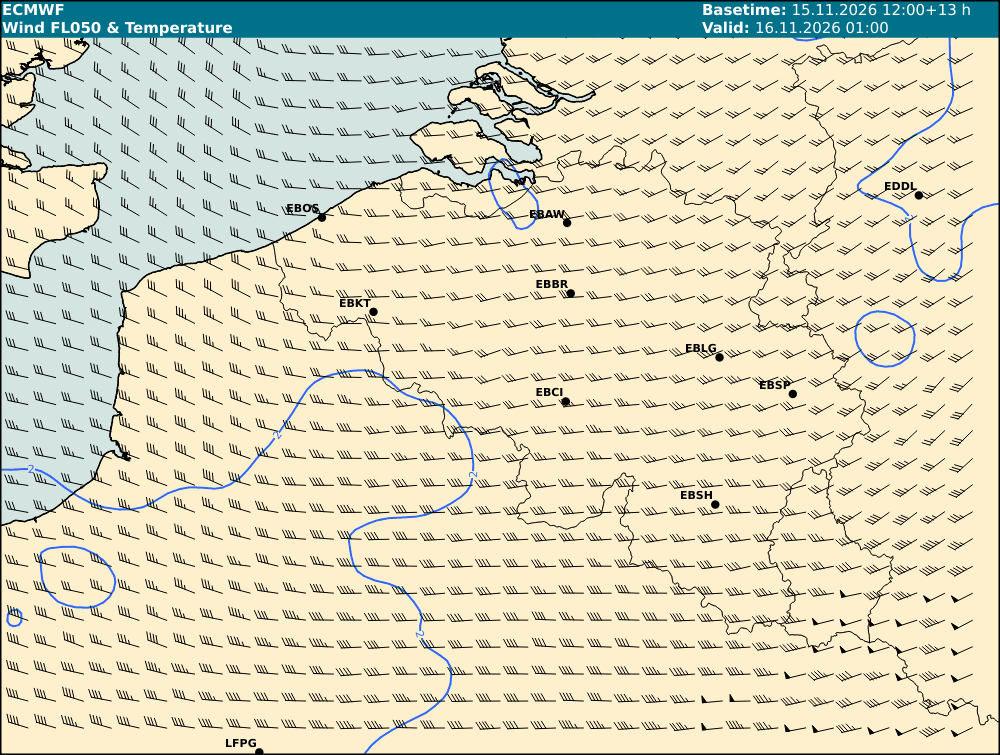 ECMWF
Wind FL050 & Temperature
Basetime: 15.11.2026 12:00+13 h
Valid: 16.11.2026 01:00
EDDL
EBOS
EBAW
EBBR
EBKT
EBLG
EBSP
EBCI
2
2
2
EBSH
2
LFPG